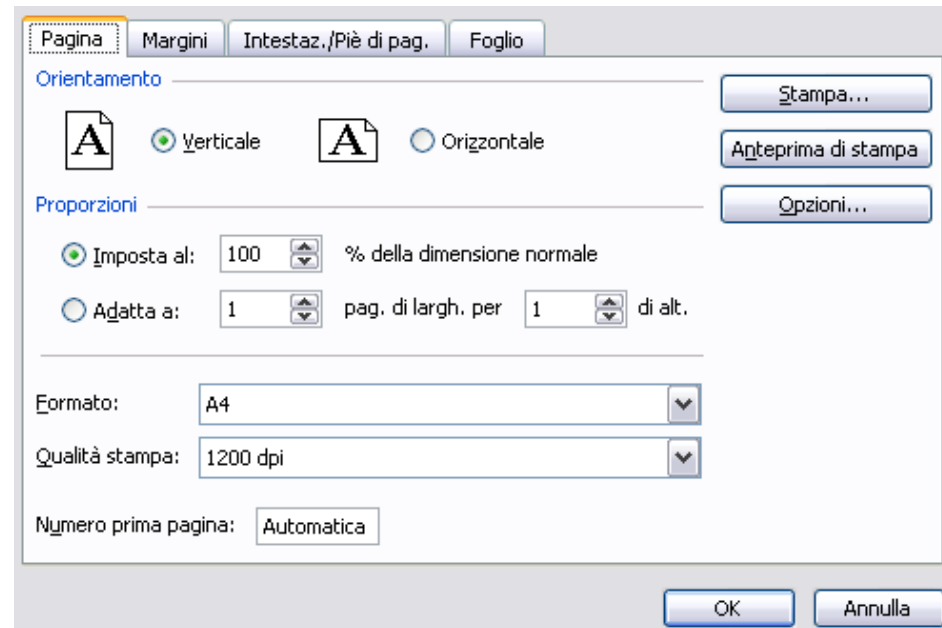 Pagina Margini Intestaz./Piè di pag. Foglio
Orientamento
Stampa...
A Verticale A Orizzontale
Anteprima di stampa
Proporzioni
Opzioni...
Imposta al: 100 % della dimensione normale
Adatta a: 1 pag. di largh. per 1 di alt.
Formato: A4
Qualità stampa: 1200 dpi
Numero prima pagina: Automatica
OK Annulla